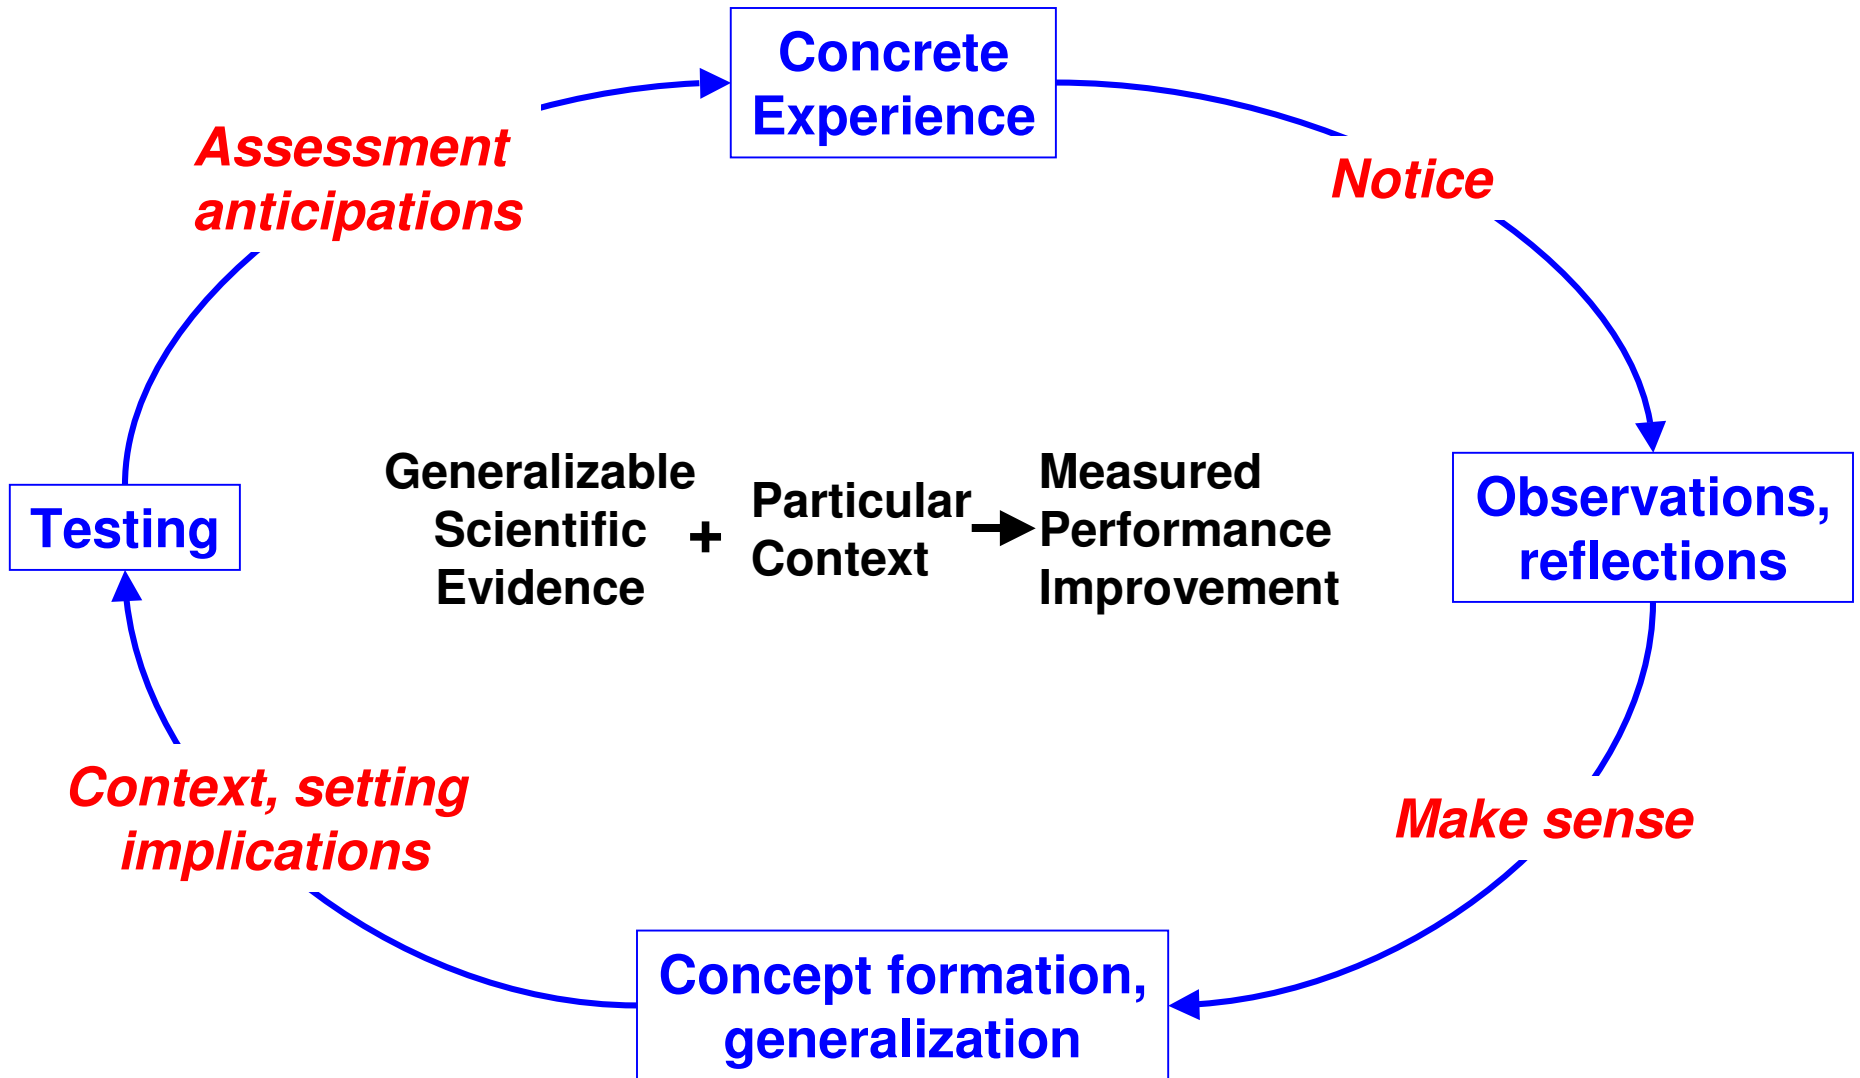 Concrete
Experience
Assessment
anticipations
Notice
Generalizable
Scientific
Evidence
+
Particular
Context
Measured
Performance
Improvement
Testing
Observations,
reflections
Context, setting
implications
Make sense
Concept formation,
generalization